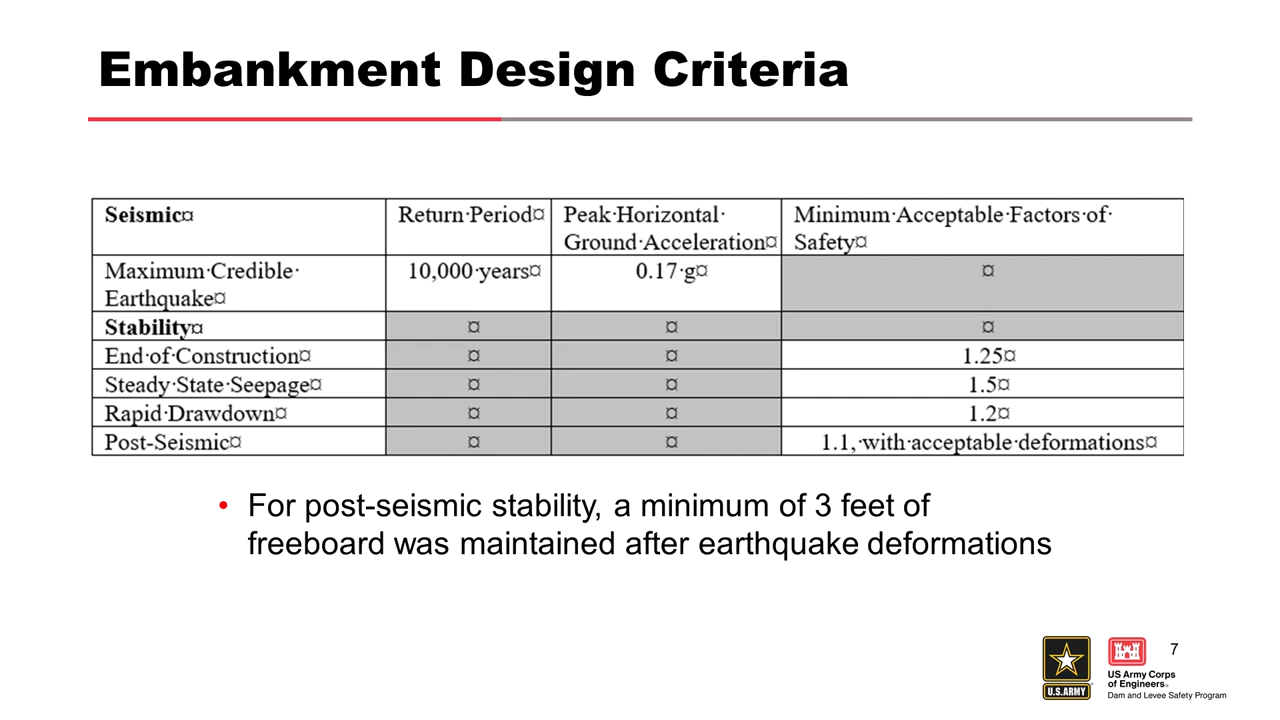 Embankment Design Criteria
Seismic¤ Return·Period¤ Peak·Horizontal· Minimum·Acceptable·Factors·of·
Ground·Acceleration¤ Safety¤
Maximum·Credible· 10,000·years¤ 0.17·g¤ ¤
Earthquake¤
Stability¤ ¤ ¤ ¤
End·of·Construction¤ ¤ ¤ 1.25¤
Steady·State·Seepage¤ ¤ ¤ 1.5¤
Rapid·Drawdown¤ ¤ ¤ 1.2¤
Post-Seismic¤ ¤ ¤ 1.1,·with·acceptable·deformations¤
• For post-seismic stability, a minimum of 3 feet of
freeboard was maintained after earthquake deformations
U.S.ARMY
US Army Corps
of Engineers®
Dam and Levee Safety Program
7